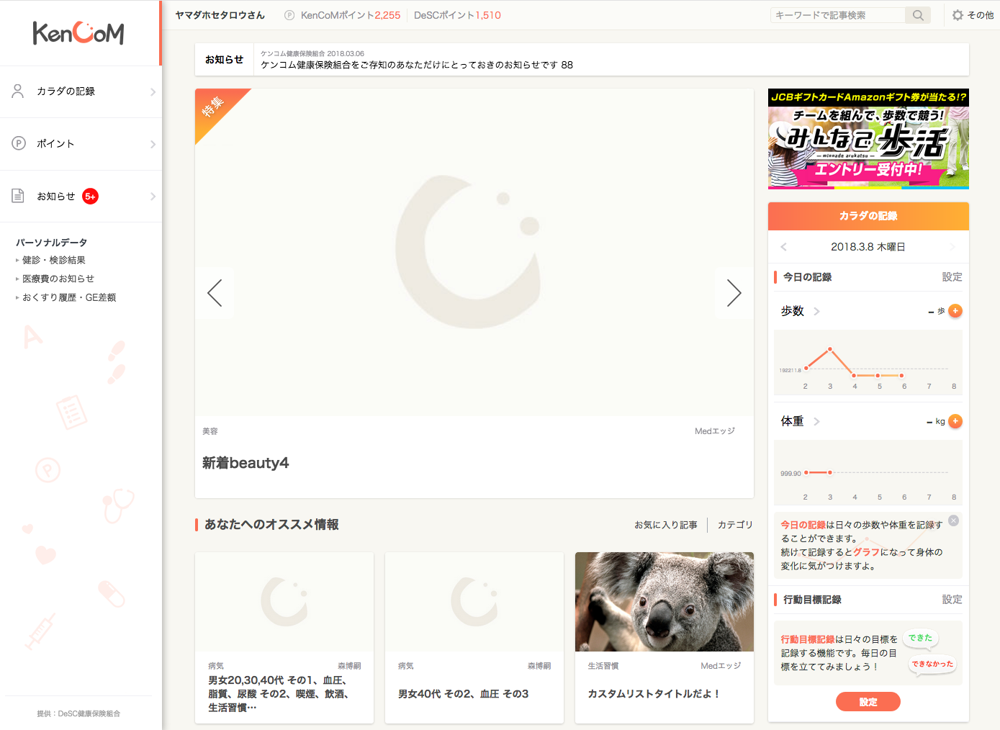 KenCoM
ヤマダホセタロウさん
P KenCoMポイント2,255
DeSCポイント1,510
キーワードで記事検索
その他
カラダの記録
P ポイント
お知らせ 5+
パーソナルデータ
健診・検診結果
医療費のお知らせ
おくすり履歴・GE差額
A
P
提供：DeSC健康保険組合
お知らせ
ケンコム健康保険組合 2018.03.06
ケンコム健康保険組合をご存知のあなただけにとっておきのお知らせです 88
特集
美容
Medエッジ
新着beauty4
あなたへのオススメ情報
お気に入り記事
カテゴリ
病気
森博嗣
男女20,30,40代 その1、血圧、
脂質、尿酸 その2、喫煙、飲酒、
生活習慣…
病気
森博嗣
男女40代 その2、血圧 その3
生活習慣
Medエッジ
カスタムリストタイトルだよ！
JCBギフトカードAmazonギフト券が当たる!?
チームを組んで、歩数で競う!
みんなで歩活
minnade arukatsu
エントリー受付中!
カラダの記録
2018.3.8 木曜日
今日の記録
設定
歩数
– 歩
192211.8
2 3 4 5 6 7 8
体重
– kg
999.90
2 3 4 5 6 7 8
今日の記録は日々の歩数や体重を記録す
ることができます。
続けて記録するとグラフになって身体の
変化に気がつけますよ。
行動目標記録
設定
行動目標記録は日々の目標を
記録する機能です。毎日の目
標を立ててみましょう！
できた
できなかった
設定